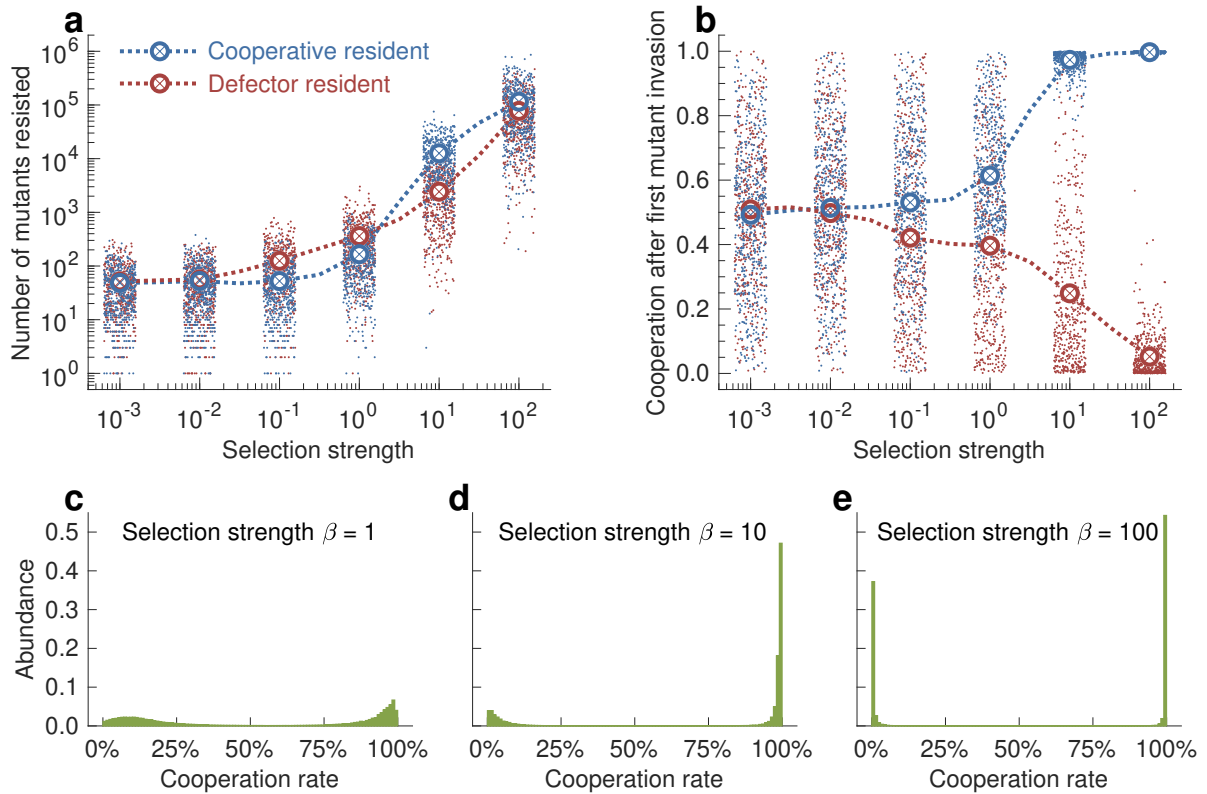 a
Cooperative resident
Defector resident
Number of mutants resisted
10^6
10^5
10^4
10^3
10^2
10^1
10^0
10^-3 10^-2 10^-1 10^0 10^1 10^2
Selection strength
b
Cooperation after first mutant invasion
1.0
0.8
0.6
0.4
0.2
0.0
10^-3 10^-2 10^-1 10^0 10^1 10^2
Selection strength
c
Selection strength β = 1
Abundance
0.5
0.4
0.3
0.2
0.1
0.0
0% 25% 50% 75% 100%
Cooperation rate
d
Selection strength β = 10
0% 25% 50% 75% 100%
Cooperation rate
e
Selection strength β = 100
0% 25% 50% 75% 100%
Cooperation rate